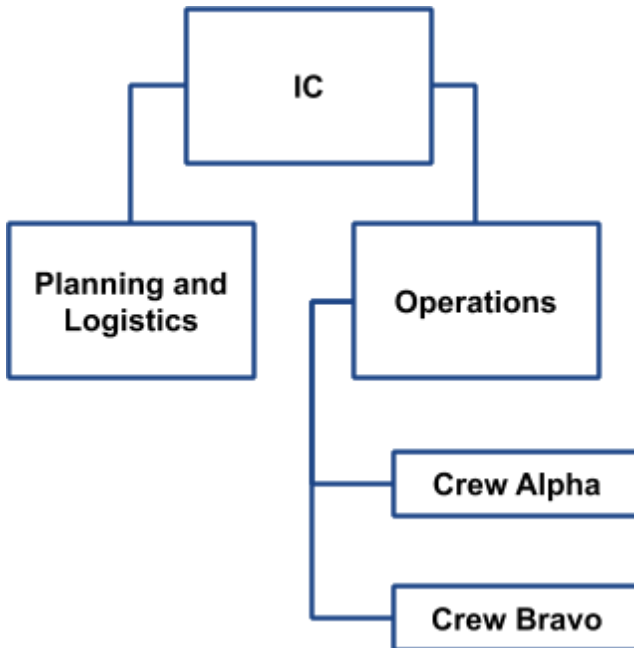 IC
Planning and
Logistics
Operations
Crew Alpha
Crew Bravo